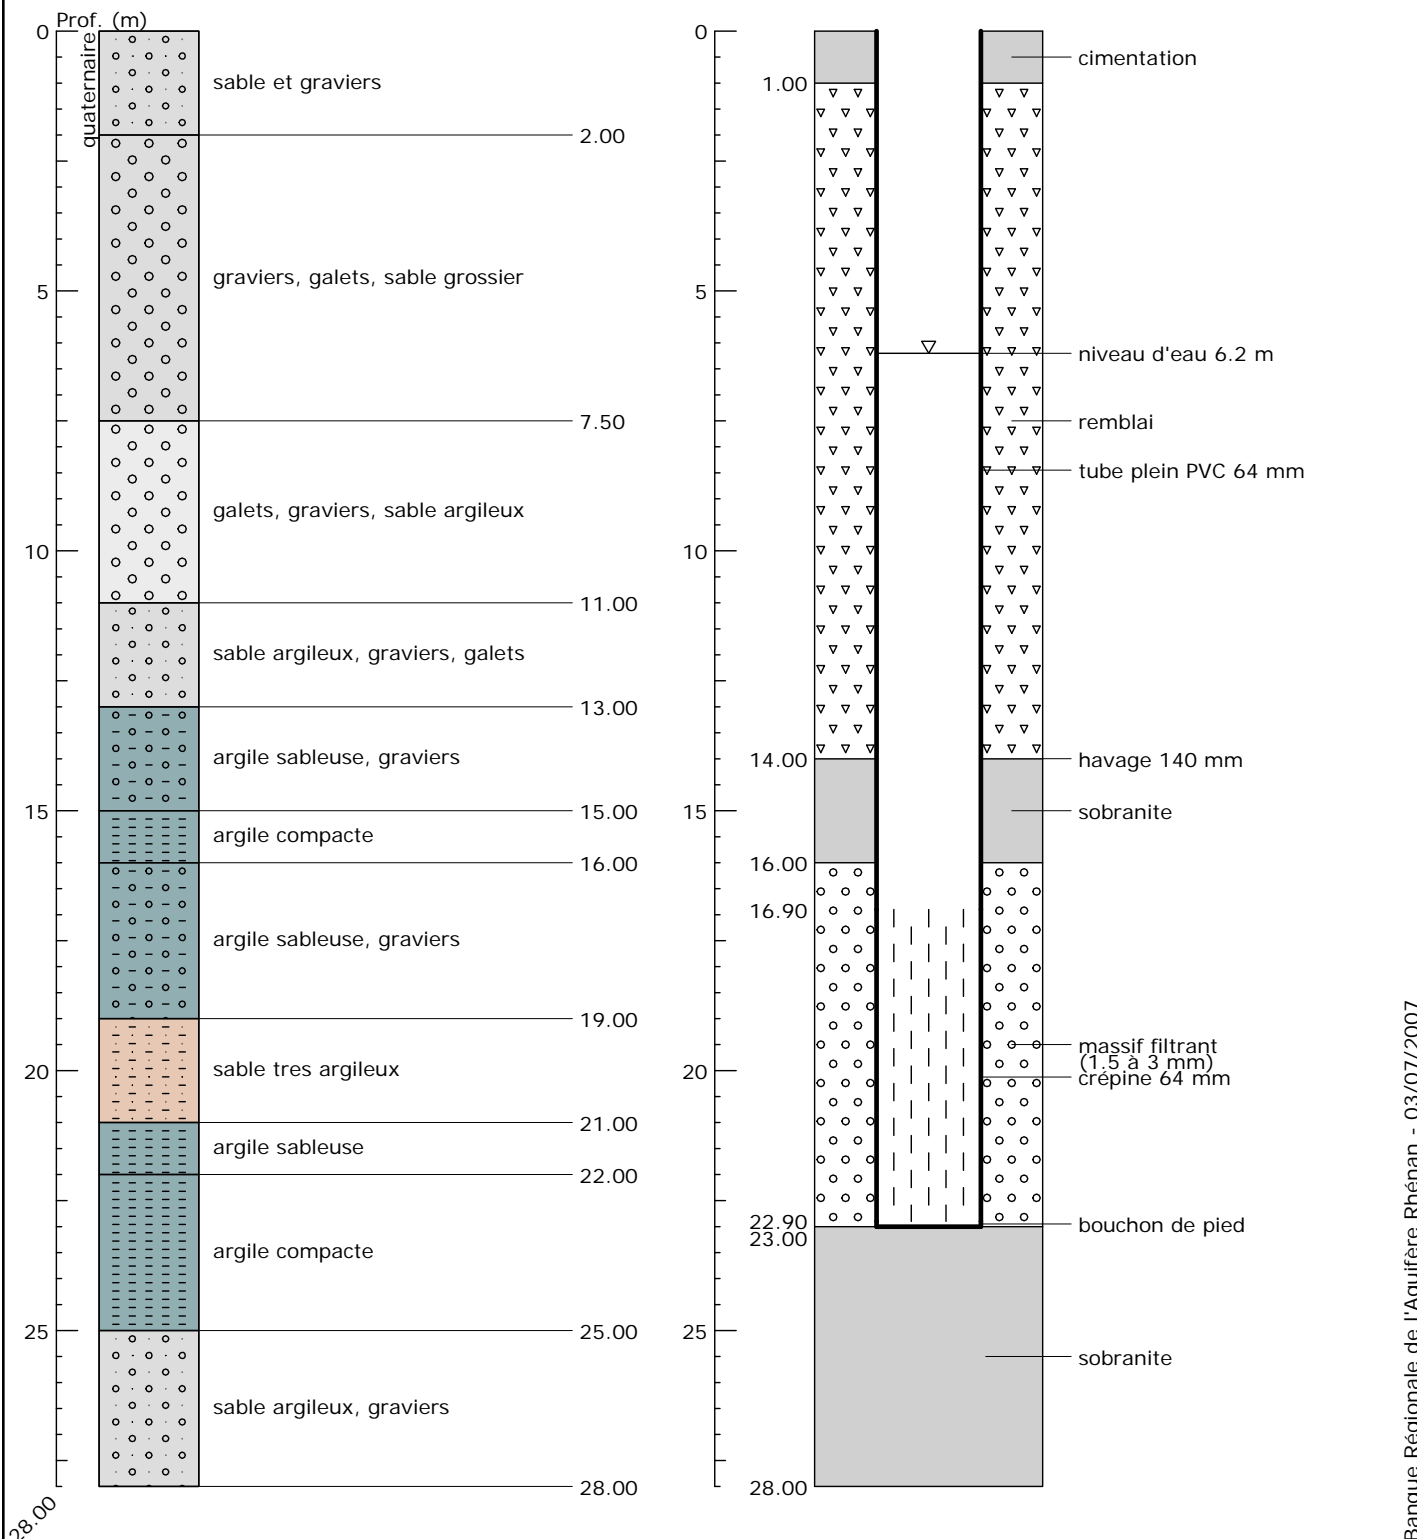 Prof. (m)
0
5
10
15
20
25
28.00
quaternaire
sable et graviers
2.00
graviers, galets, sable grossier
7.50
galets, graviers, sable argileux
11.00
sable argileux, graviers, galets
13.00
argile sableuse, graviers
15.00
argile compacte
16.00
argile sableuse, graviers
19.00
sable tres argileux
21.00
argile sableuse
22.00
argile compacte
25.00
sable argileux, graviers
28.00
0
1.00
5
10
14.00
15
16.00
16.90
20
22.90
23.00
25
28.00
cimentation
niveau d'eau 6.2 m
remblai
tube plein PVC 64 mm
havage 140 mm
sobranite
massif filtrant
(1.5 à 3 mm)
crépine 64 mm
bouchon de pied
sobranite
Banque Régionale de l'Aquifère Rhénan - 03/07/2007